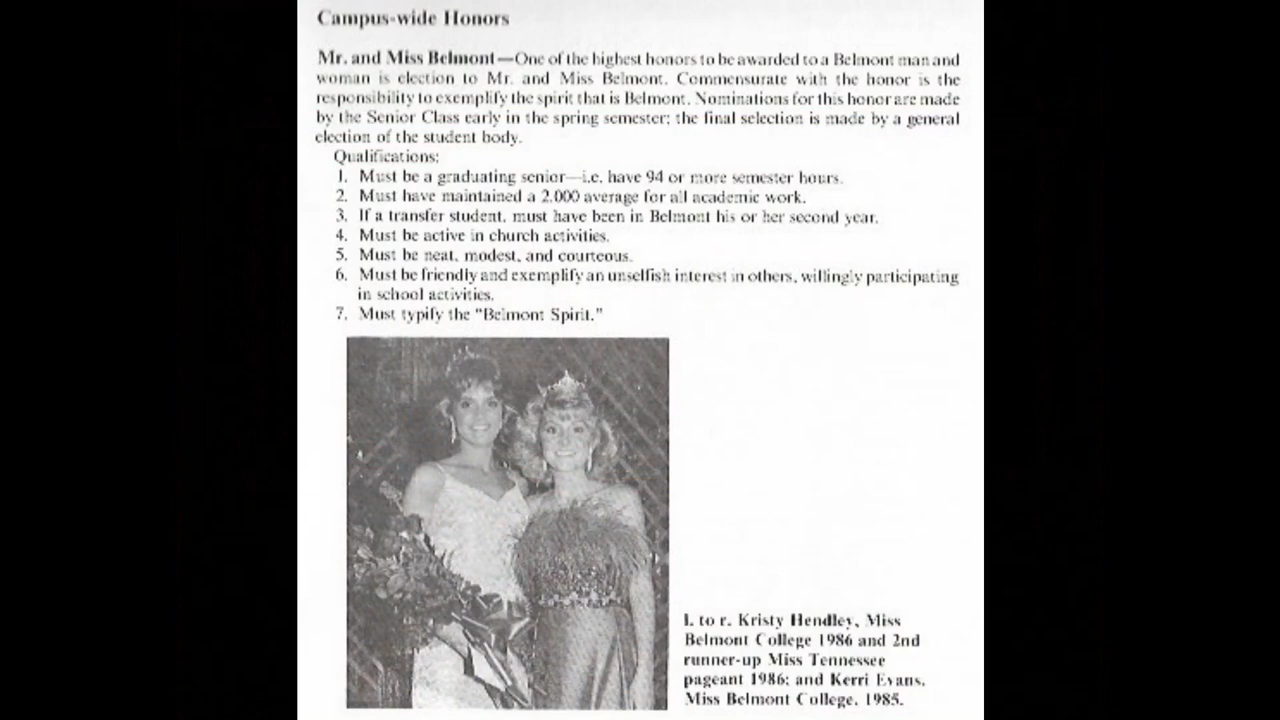 Campus-wide Honors
Mr. and Miss Belmont—One of the highest honors to be awarded to a Belmont man and
woman is election to Mr. and Miss Belmont. Commensurate with the honor is the
responsibility to exemplify the spirit that is Belmont. Nominations for this honor are made
by the Senior Class early in the spring semester; the final selection is made by a general
election of the student body.
Qualifications:
1. Must be a graduating senior—i.e. have 94 or more semester hours.
2. Must have maintained a 2.000 average for all academic work.
3. If a transfer student, must have been in Belmont his or her second year.
4. Must be active in church activities.
5. Must be neat, modest, and courteous.
6. Must be friendly and exemplify an unselfish interest in others, willingly participating
in school activities.
7. Must typify the "Belmont Spirit."
L to r. Kristy Hendley, Miss
Belmont College 1986 and 2nd
runner-up Miss Tennessee
pageant 1986; and Kerri Evans,
Miss Belmont College, 1985.